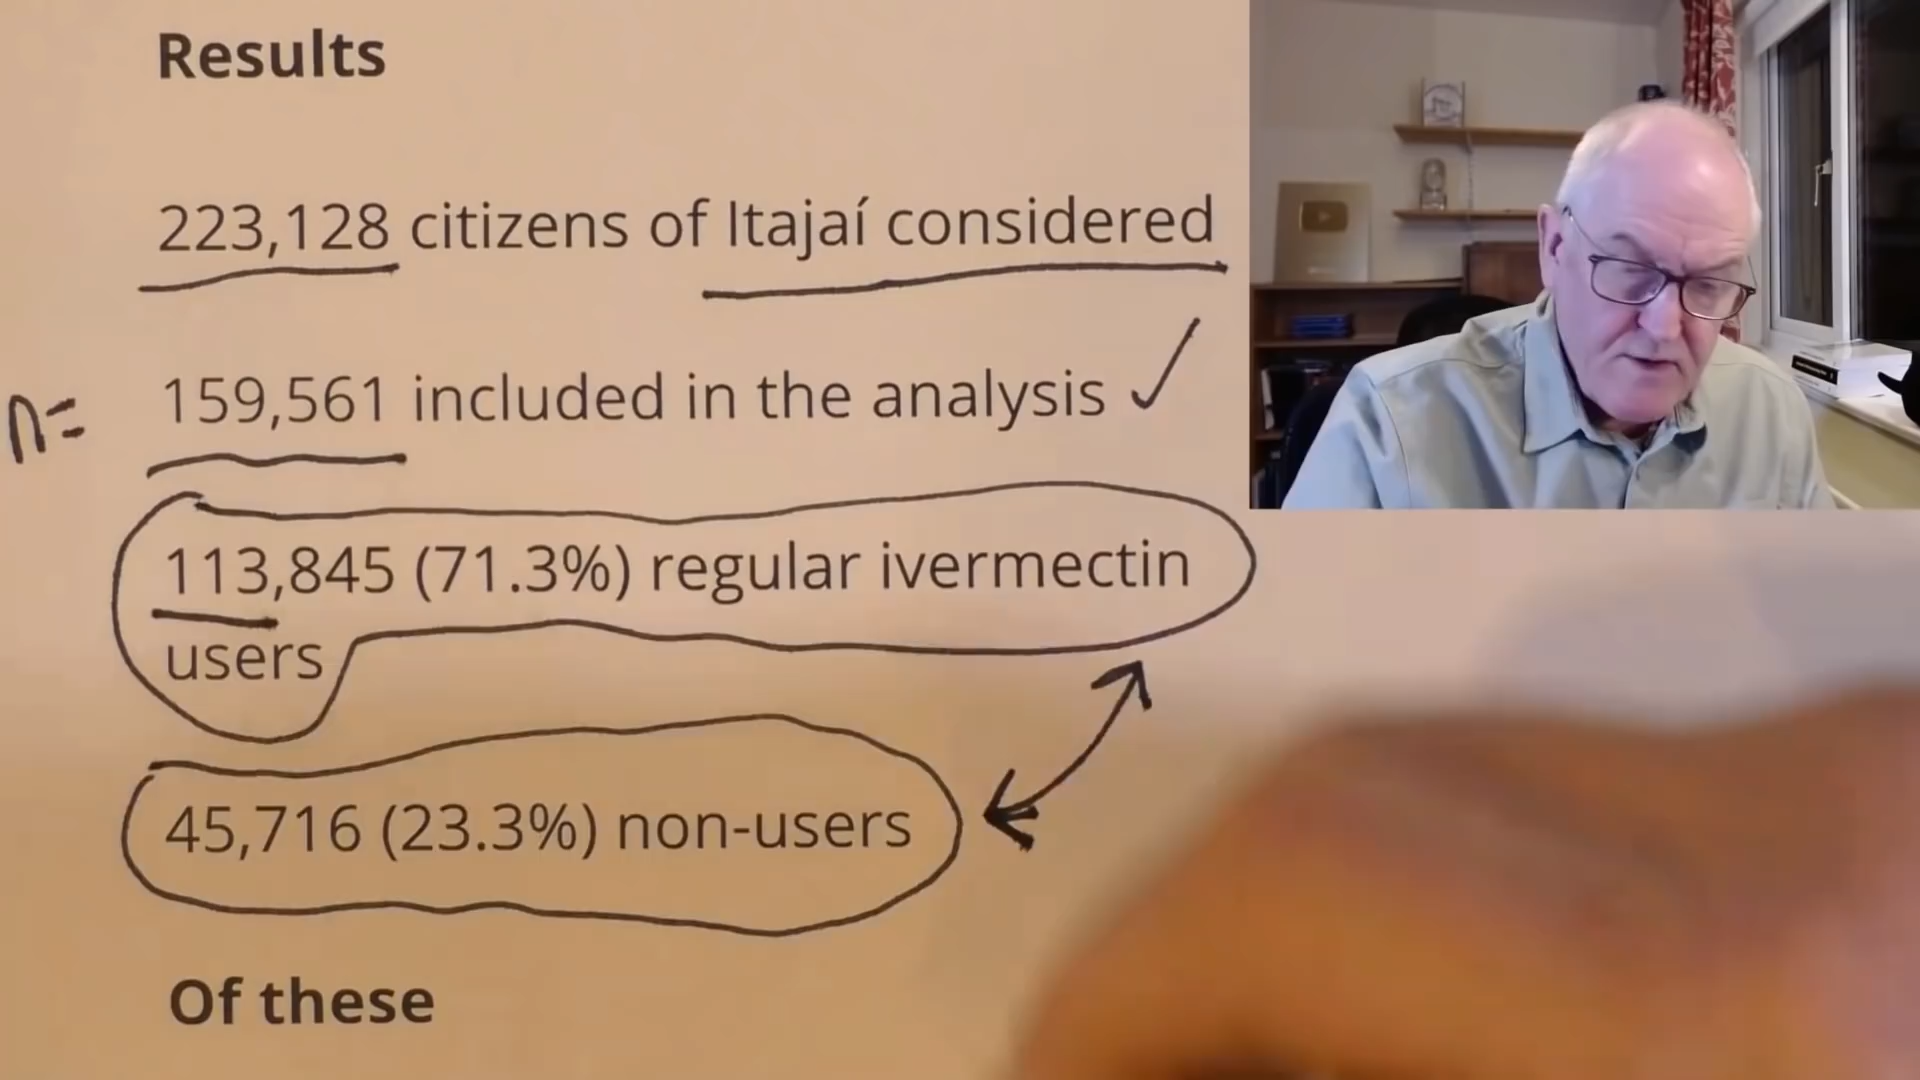 Results
223,128 citizens of Itajaí considered
n= 159,561 included in the analysis
113,845 (71.3%) regular ivermectin
users
45,716 (23.3%) non-users
Of these